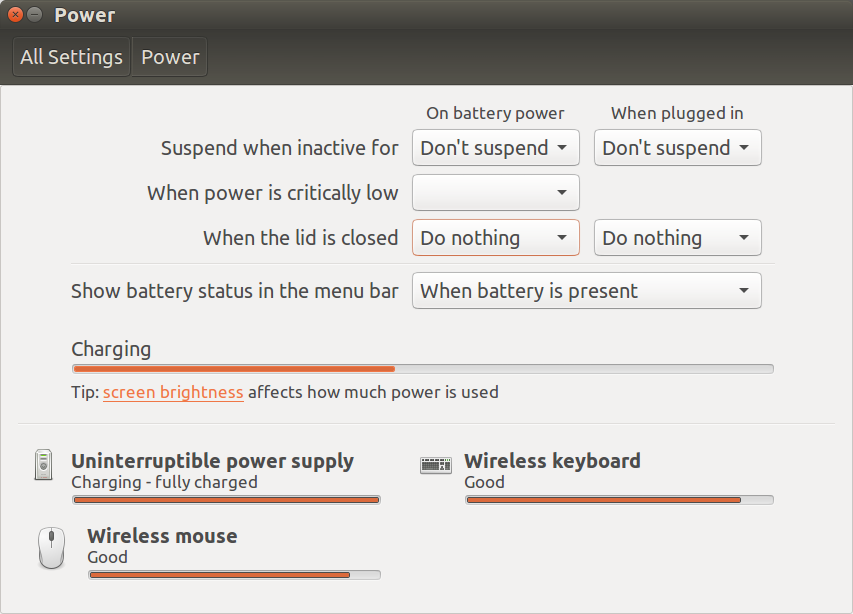 Power
All Settings Power
On battery power When plugged in
Suspend when inactive for Don't suspend Don't suspend
When power is critically low
When the lid is closed Do nothing Do nothing
Show battery status in the menu bar When battery is present
Charging
Tip: screen brightness affects how much power is used
Uninterruptible power supply
Charging - fully charged
Wireless keyboard
Good
Wireless mouse
Good